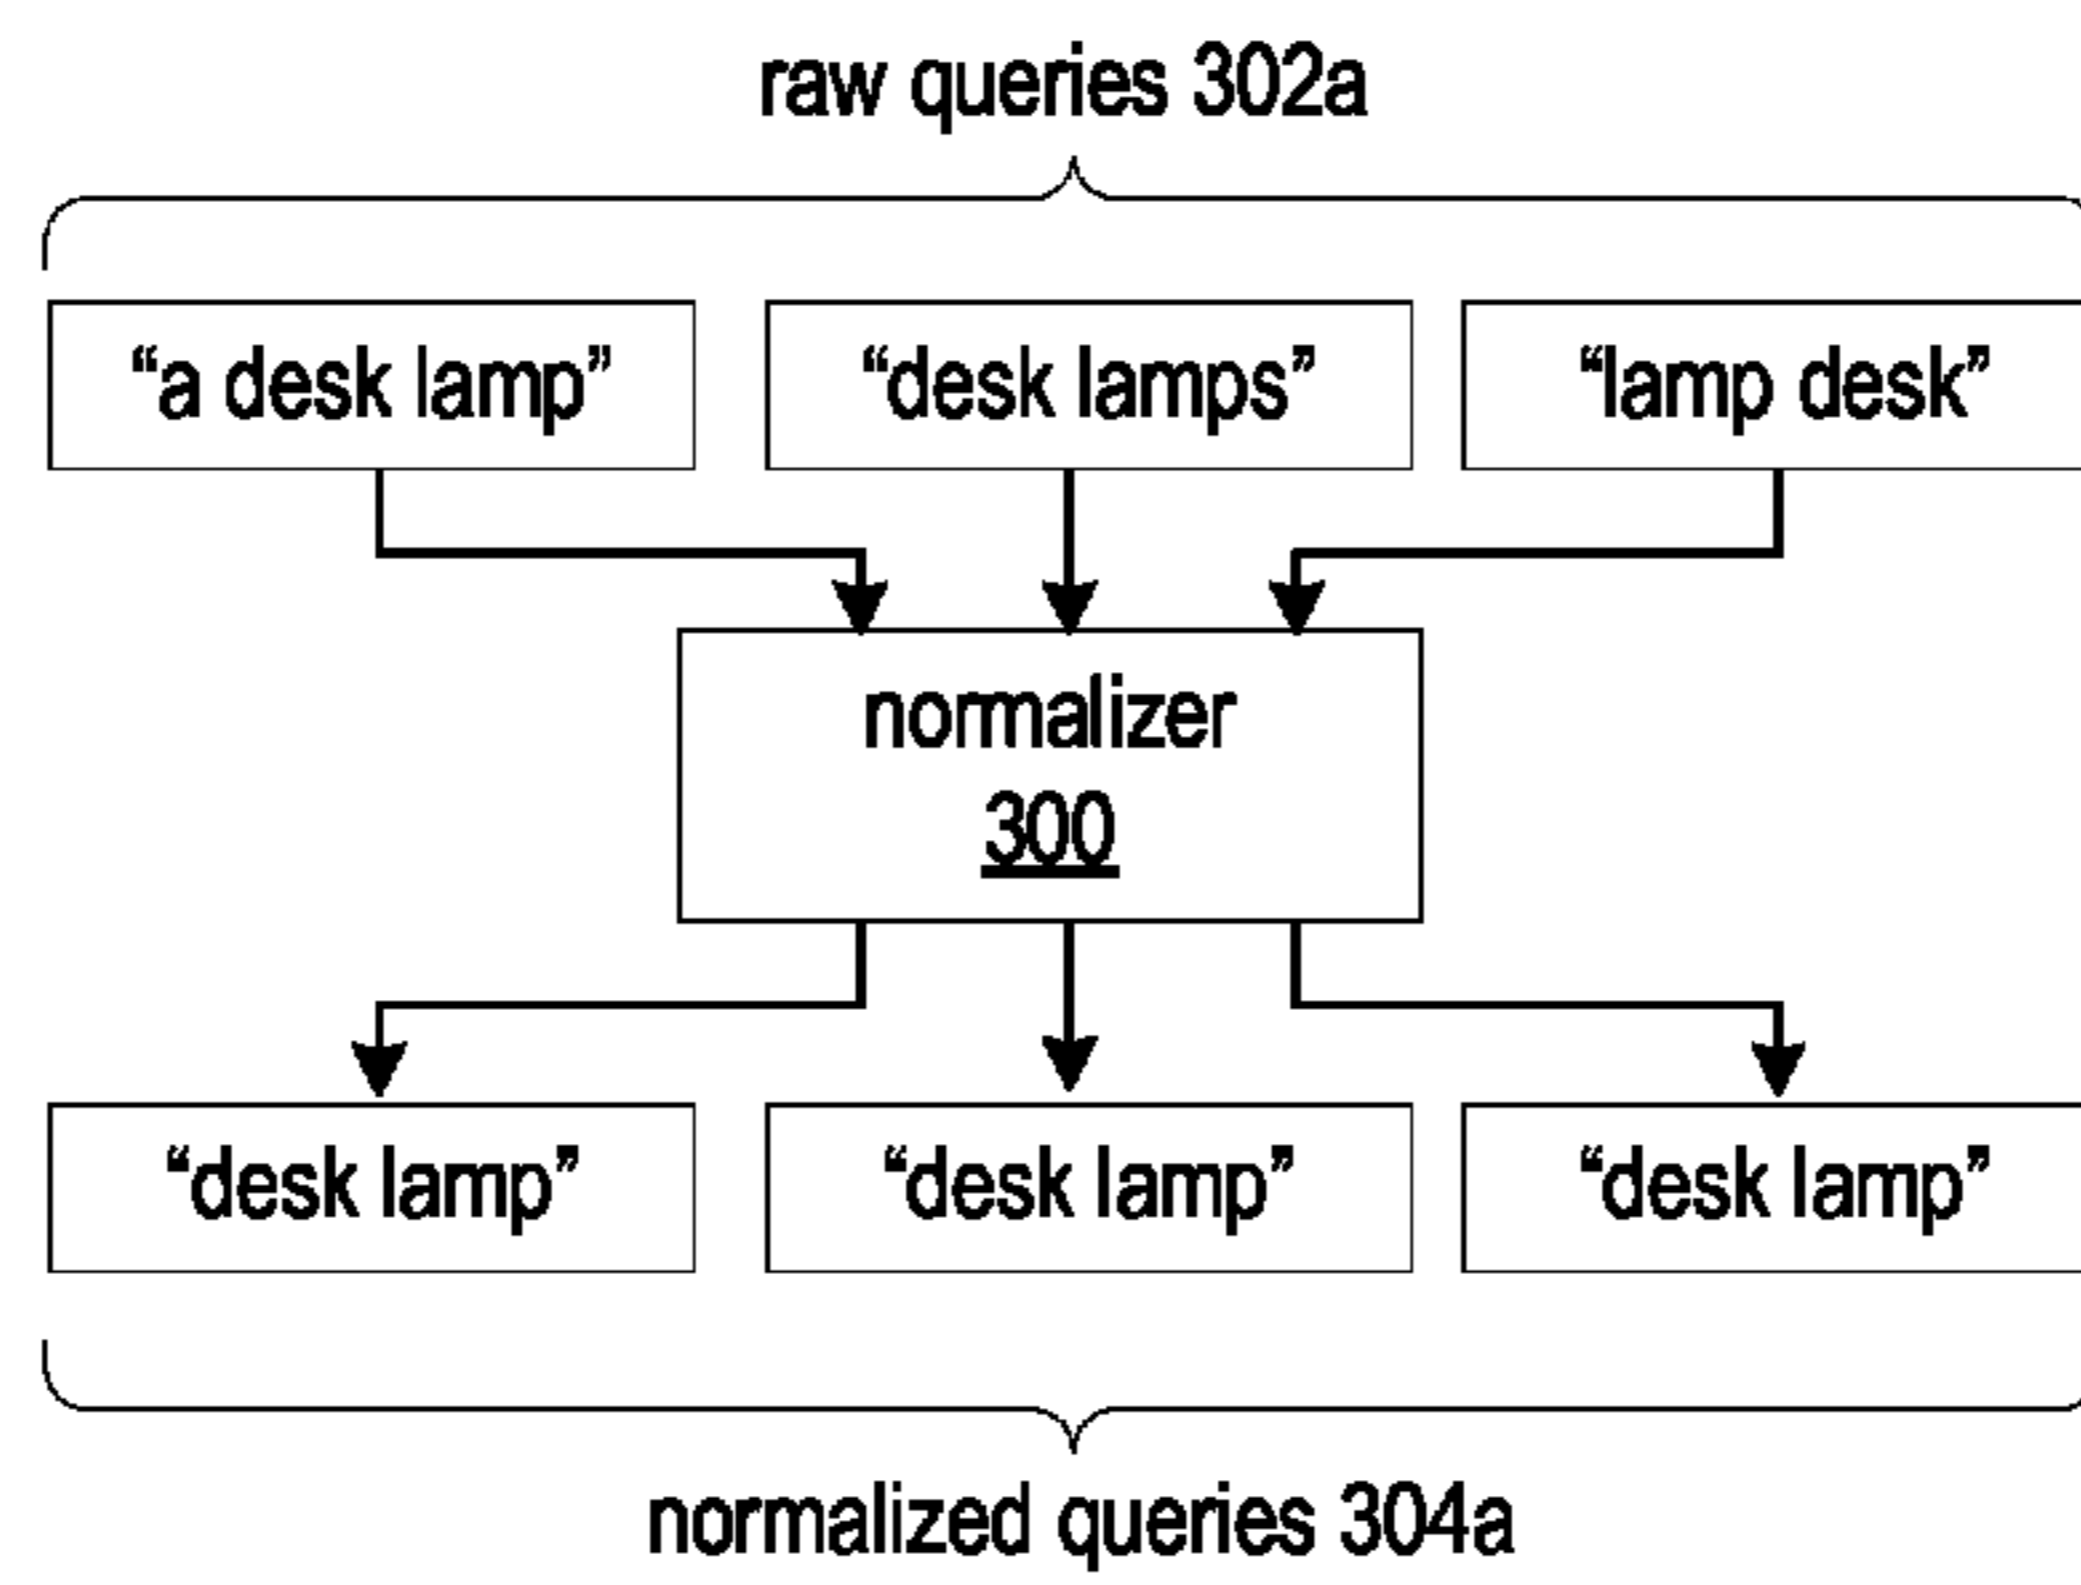 raw queries 302a
“a desk lamp”
“desk lamps”
“lamp desk”
normalizer
300
“desk lamp”
“desk lamp”
“desk lamp”
normalized queries 304a